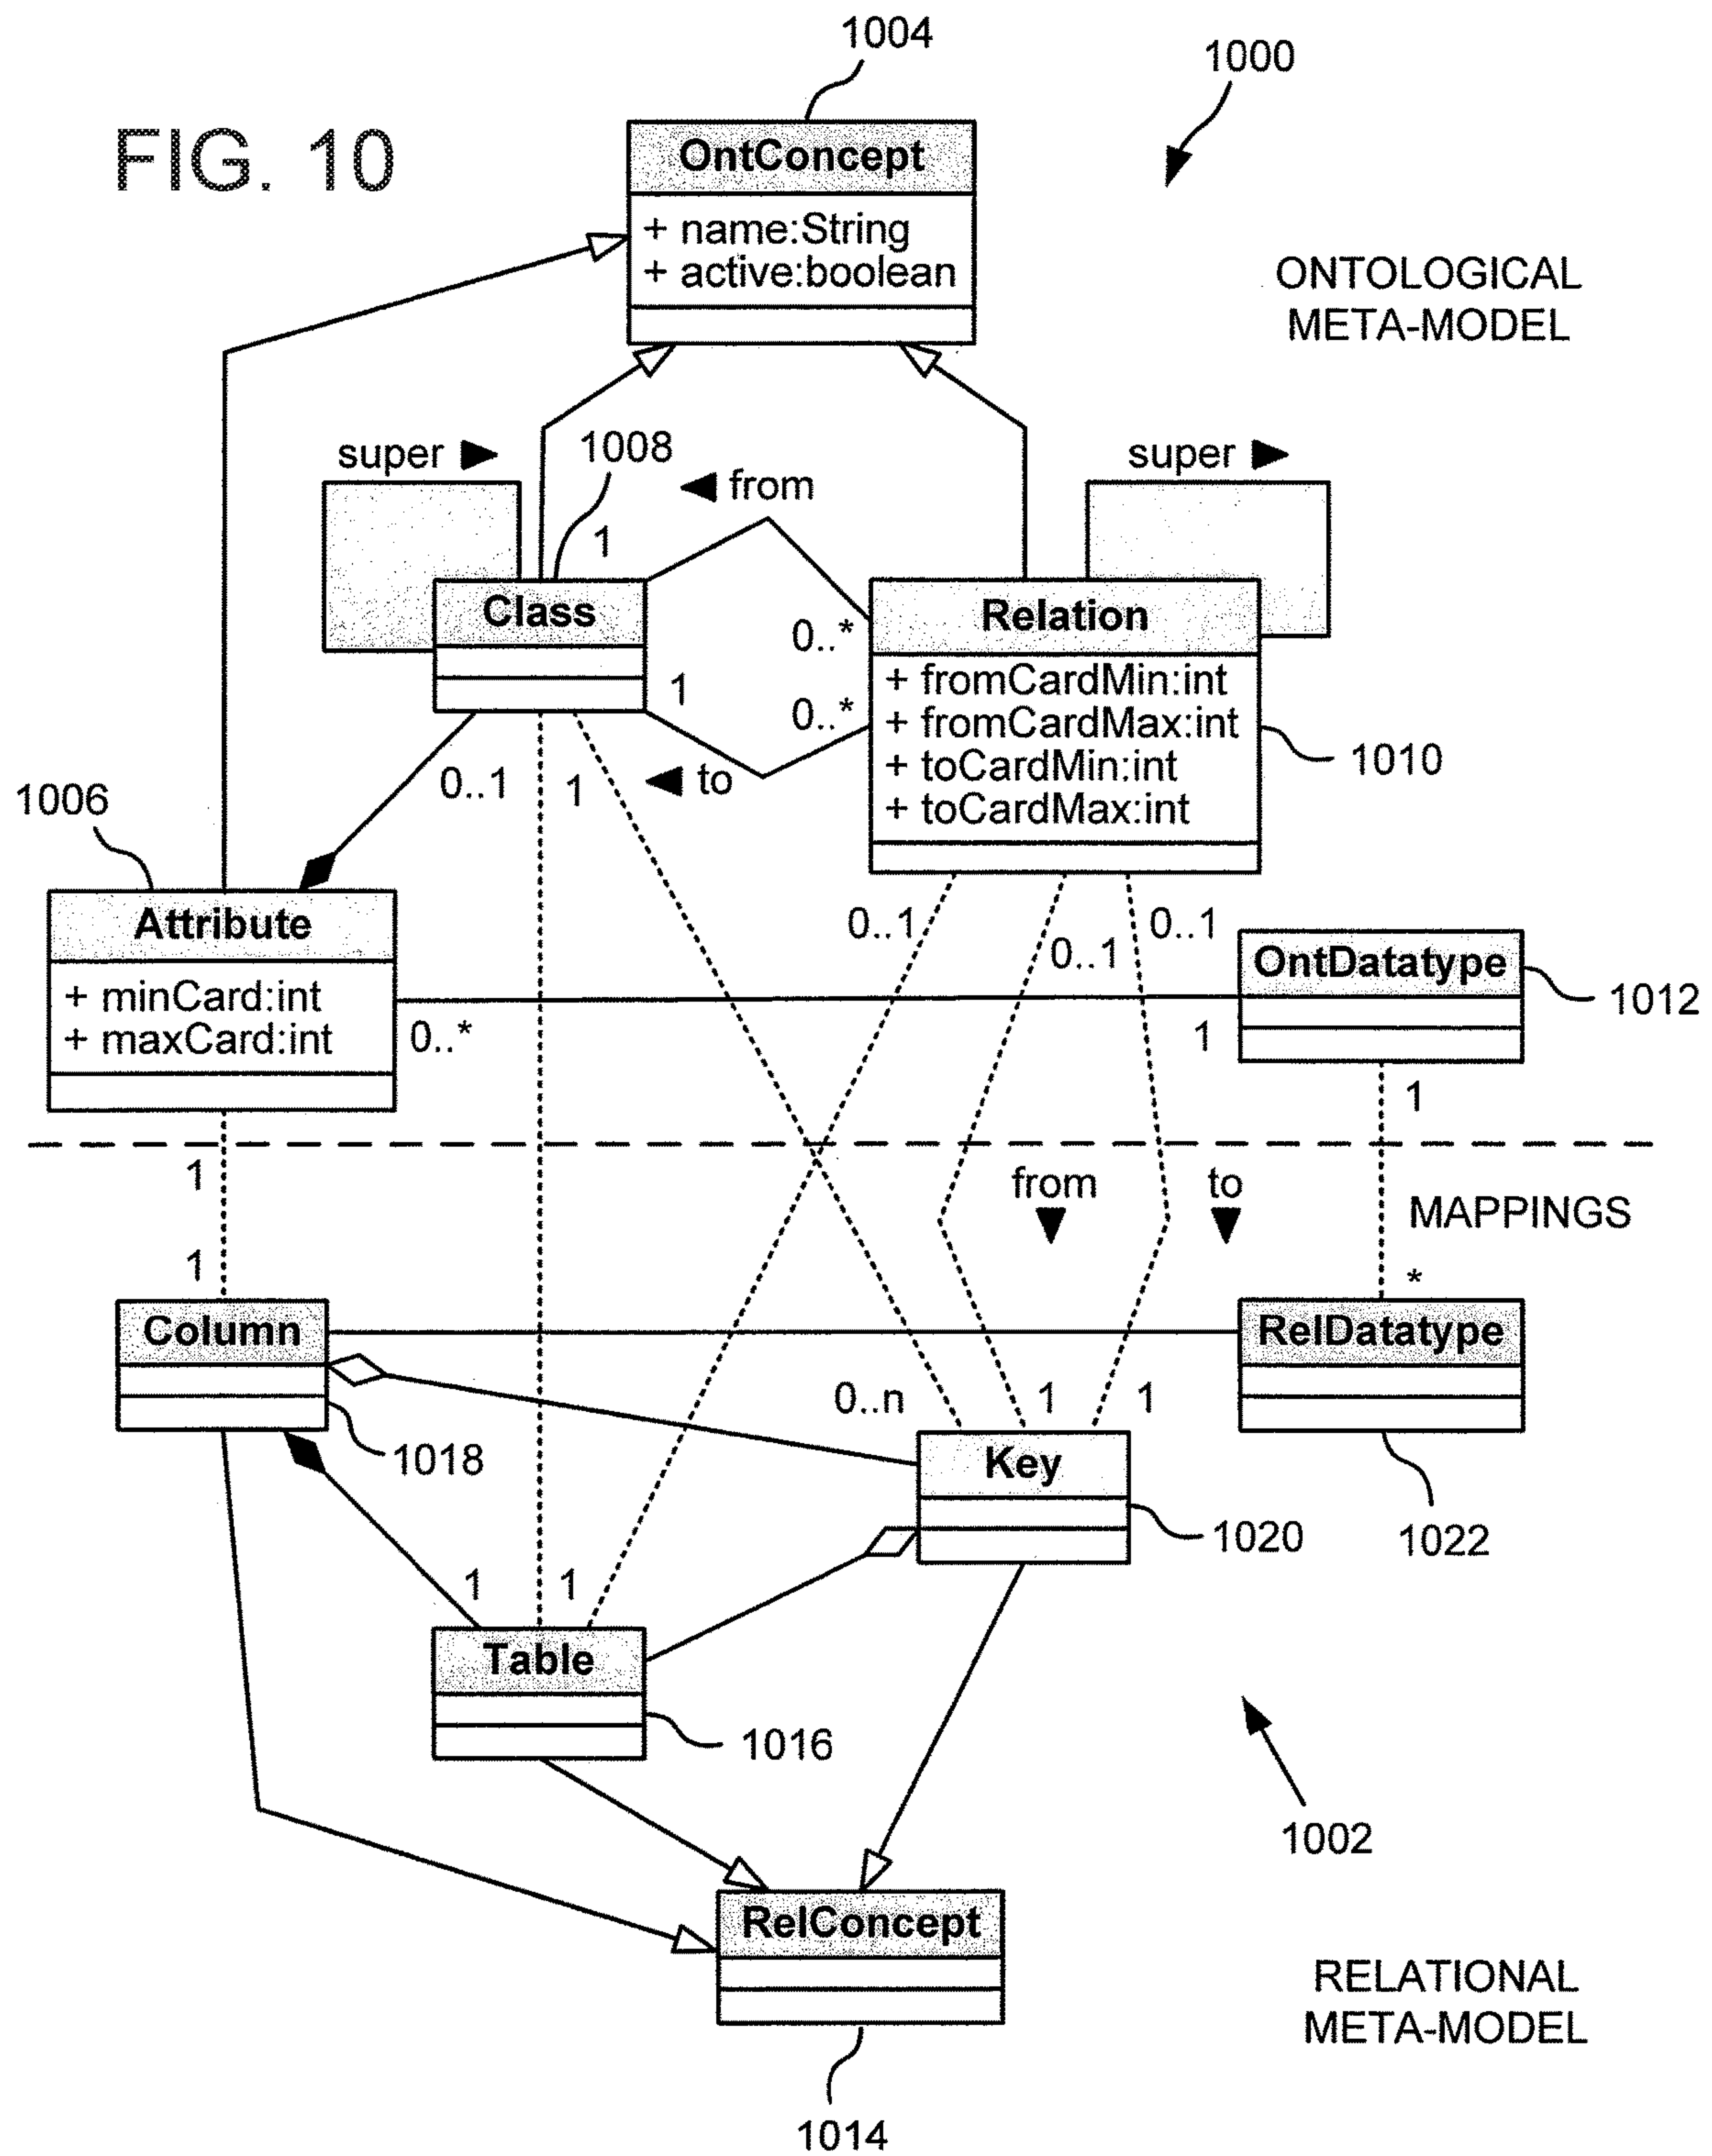 1004
1000
FIG. 10
OntConcept
+ name:String
+ active:boolean
ONTOLOGICAL
META-MODEL
super ►
1008
◄ from
super ►
1
Class
Relation
0..*
+ fromCardMin:int
1
0..*
+ fromCardMax:int
1010
0..1
1
◄ to
+ toCardMin:int
+ toCardMax:int
1006
Attribute
0..1
0..1
0..1
OntDatatype
+ minCard:int
1012
+ maxCard:int
0..*
1
1
1
from
▼
to
▼
MAPPINGS
1
*
Column
RelDatatype
0..n
1
1
1018
Key
1020
1022
1
1
Table
1016
1002
RelConcept
RELATIONAL
META-MODEL
1014